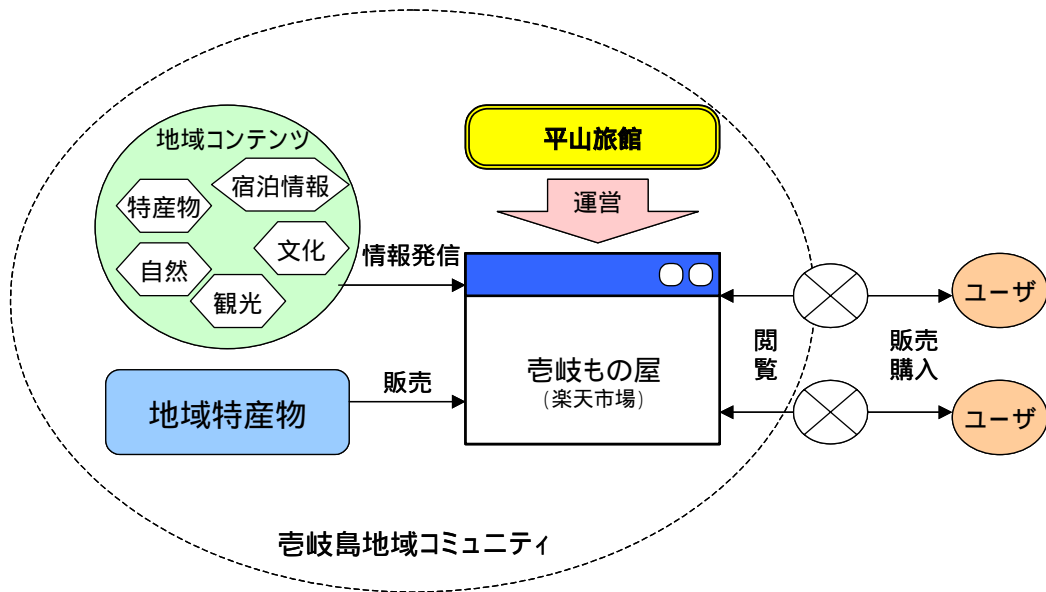 地域コンテンツ
宿泊情報
特産物
文化
自然
観光
平山旅館
運営
情報発信
壱岐もの屋
(楽天市場)
販売
地域特産物
閲
覧
販売
購入
ユーザ
ユーザ
壱岐島地域コミュニティ